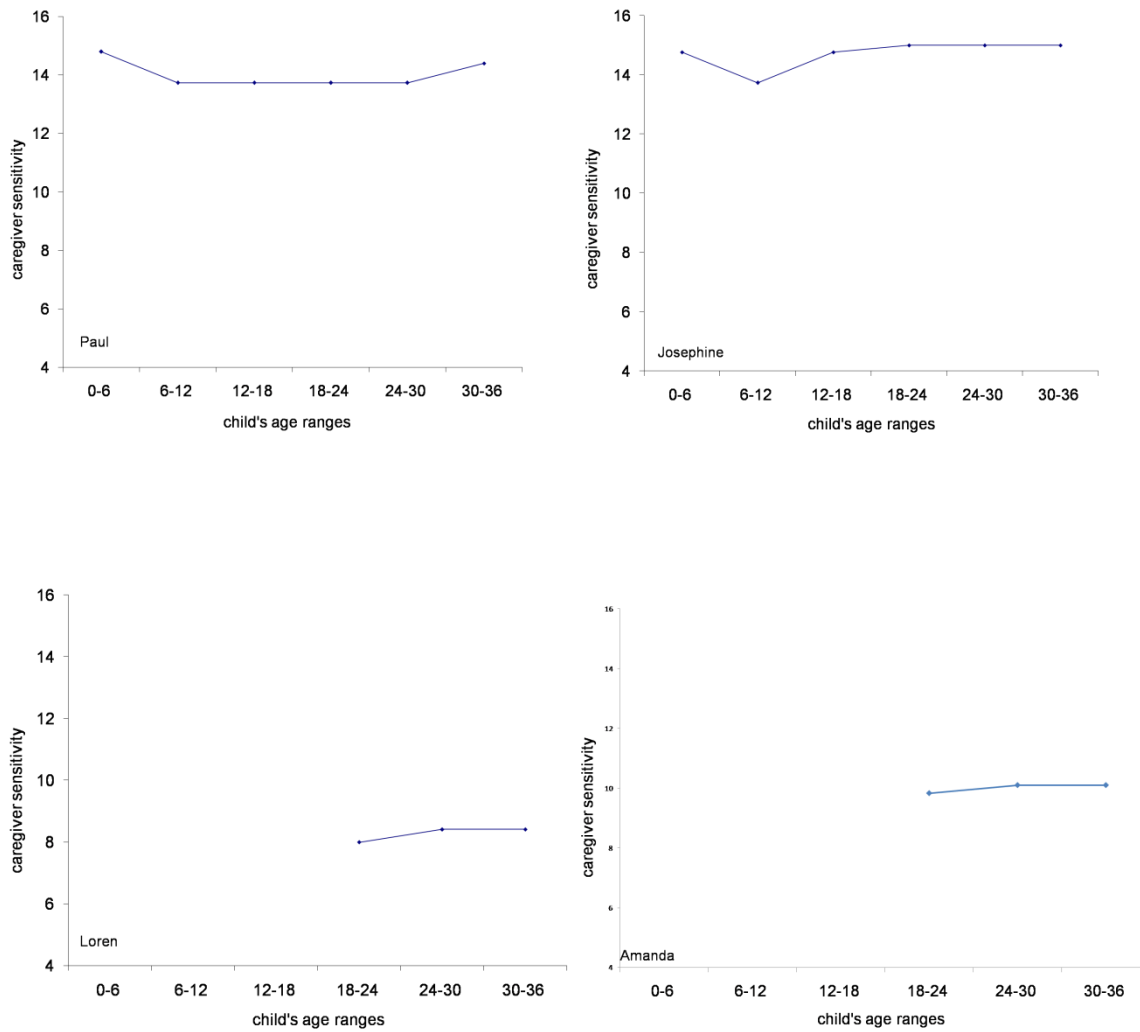 16
14
12
10
8
6
4
caregiver sensitivity
Paul
0-6 6-12 12-18 18-24 24-30 30-36
child's age ranges
16
14
12
10
8
6
4
caregiver sensitivity
Josephine
0-6 6-12 12-18 18-24 24-30 30-36
child's age ranges
16
14
12
10
8
6
4
caregiver sensitivity
Loren
0-6 6-12 12-18 18-24 24-30 30-36
child's age ranges
16
14
12
10
8
6
4
caregiver sensitivity
Amanda
0-6 6-12 12-18 18-24 24-30 30-36
child's age ranges